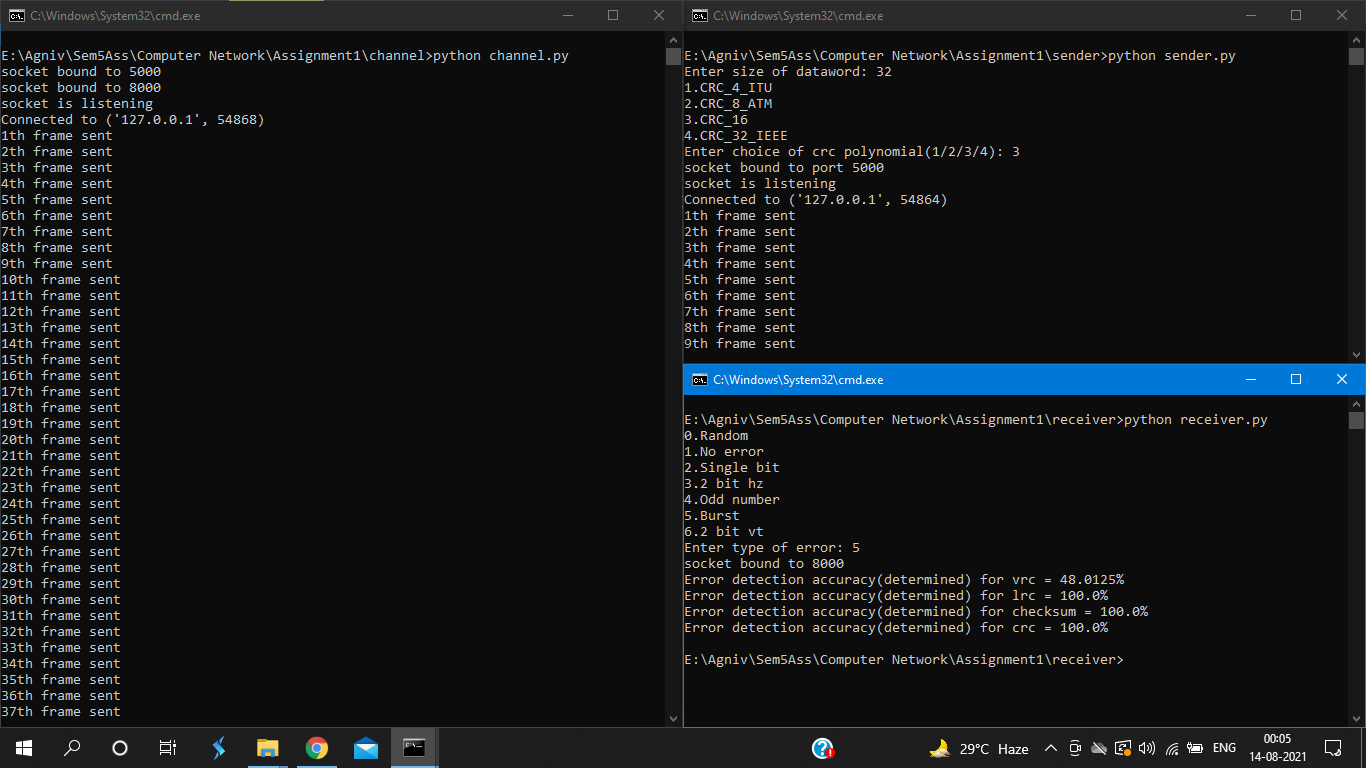 C:\Windows\System32\cmd.exe
E:\Agniv\Sem5Ass\Computer Network\Assignment1\channel>python channel.py
socket bound to 5000
socket bound to 8000
socket is listening
Connected to ('127.0.0.1', 54868)
1th frame sent
2th frame sent
3th frame sent
4th frame sent
5th frame sent
6th frame sent
7th frame sent
8th frame sent
9th frame sent
10th frame sent
11th frame sent
12th frame sent
13th frame sent
14th frame sent
15th frame sent
16th frame sent
17th frame sent
18th frame sent
19th frame sent
20th frame sent
21th frame sent
22th frame sent
23th frame sent
24th frame sent
25th frame sent
26th frame sent
27th frame sent
28th frame sent
29th frame sent
30th frame sent
31th frame sent
32th frame sent
33th frame sent
34th frame sent
35th frame sent
36th frame sent
37th frame sent
C:\Windows\System32\cmd.exe
E:\Agniv\Sem5Ass\Computer Network\Assignment1\sender>python sender.py
Enter size of dataword: 32
1.CRC_4_ITU
2.CRC_8_ATM
3.CRC_16
4.CRC_32_IEEE
Enter choice of crc polynomial(1/2/3/4): 3
socket bound to port 5000
socket is listening
Connected to ('127.0.0.1', 54864)
1th frame sent
2th frame sent
3th frame sent
4th frame sent
5th frame sent
6th frame sent
7th frame sent
8th frame sent
9th frame sent
C:\Windows\System32\cmd.exe
E:\Agniv\Sem5Ass\Computer Network\Assignment1\receiver>python receiver.py
0.Random
1.No error
2.Single bit
3.2 bit hz
4.Odd number
5.Burst
6.2 bit vt
Enter type of error: 5
socket bound to 8000
Error detection accuracy(determined) for vrc = 48.0125%
Error detection accuracy(determined) for lrc = 100.0%
Error detection accuracy(determined) for checksum = 100.0%
Error detection accuracy(determined) for crc = 100.0%
E:\Agniv\Sem5Ass\Computer Network\Assignment1\receiver>
29°C Haze
ENG
00:05
14-08-2021